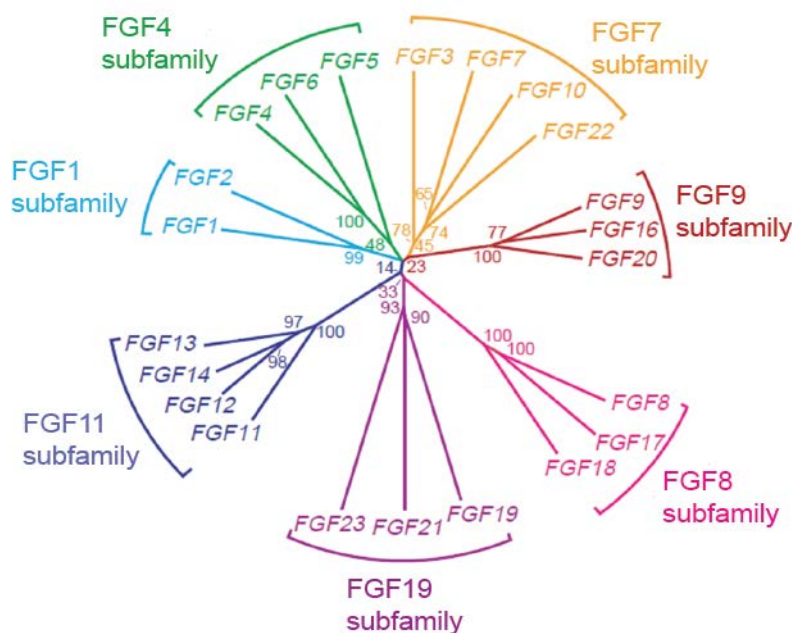 FGF4
subfamily
FGF5
FGF6
FGF4
FGF7
subfamily
FGF3
FGF7
FGF10
FGF22
FGF1
subfamily
FGF2
FGF1
FGF9
subfamily
FGF9
FGF16
FGF20
100
48
99
65
78
74
45
77
100
23
14
33
93
90
97
100
98
100
100
FGF13
FGF14
FGF12
FGF11
FGF11
subfamily
FGF8
FGF17
FGF18
FGF8
subfamily
FGF23
FGF21
FGF19
FGF19
subfamily